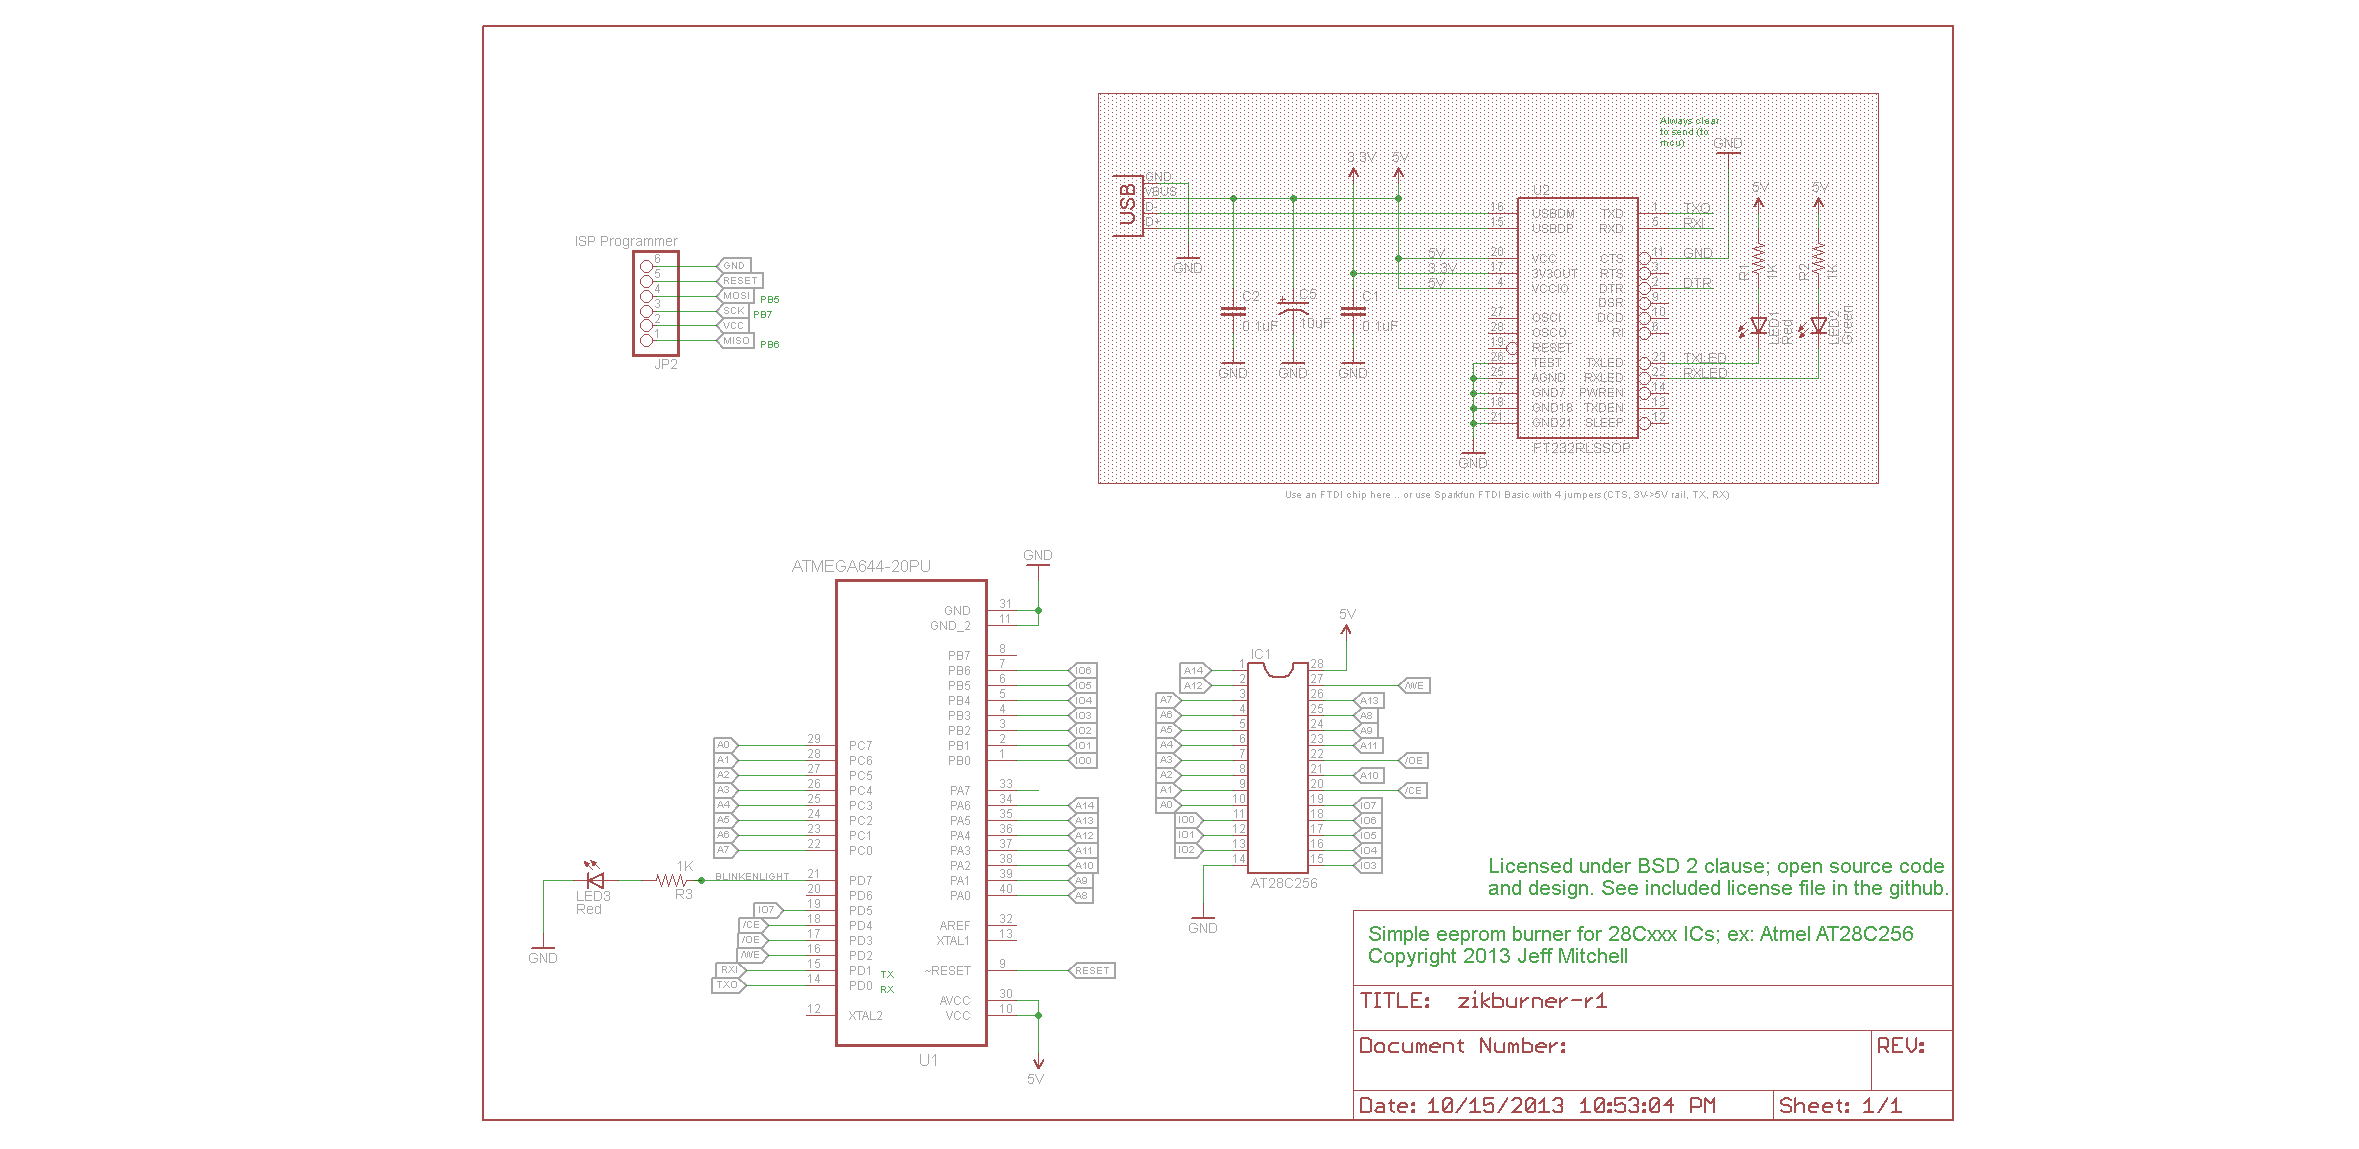 Always clear
to send (to
mcu)
GND
3.3V
5V
USB
GND
VBUS
D-
D+
GND
C2
0.1uF
GND
C5
10uF
GND
C1
0.1uF
GND
5V
3.3V
5V
U2
16 USBDM TXD 1 TXO
15 USBDP RXD 5 RXI
20 VCC CTS 11 GND
17 3V3OUT RTS 3
4 VCCIO DTR 2 DTR
DSR 9
27 OSCI DCD 10
28 OSCO RI 6
19 RESET
26 TEST TXLED 23 TXLED
25 AGND RXLED 22 RXLED
7 GND7 PWREN 14
18 GND18 TXDEN 13
21 GND21 SLEEP 12
FT232RLSSOP
GND
5V
R1
1K
LED1
Red
5V
R2
1K
LED2
Green
Use an FTDI chip here .. or use Sparkfun FTDI Basic with 4 jumpers (CTS, 3V->5V rail, TX, RX)
ISP Programmer
6 GND
5 RESET
4 MOSI PB5
3 SCK PB7
2 VCC
1 MISO PB6
JP2
ATMEGA644-20PU
GND
GND 31
GND_2 11
PB7 8
PB6 7 IO6
PB5 6 IO5
PB4 5 IO4
PB3 4 IO3
PB2 3 IO2
A0 29 PC7 PB1 2 IO1
A1 28 PC6 PB0 1 IO0
A2 27 PC5
A3 26 PC4 PA7 33
A4 25 PC3 PA6 34 A14
A5 24 PC2 PA5 35 A13
A6 23 PC1 PA4 36 A12
A7 22 PC0 PA3 37 A11
PA2 38 A10
BLINKENLIGHT 21 PD7 PA1 39 A9
20 PD6 PA0 40 A8
IO7 19 PD5
/CE 18 PD4 AREF 32
/OE 17 PD3 XTAL1 13
/WE 16 PD2
RXI 15 PD1 TX ~RESET 9 RESET
TXO 14 PD0 RX
AVCC 30
12 XTAL2 VCC 10
U1
5V
1K
R3
LED3
Red
GND
5V
IC1
A14 1 28
A12 2 27 /WE
A7 3 26 A13
A6 4 25 A8
A5 5 24 A9
A4 6 23 A11
A3 7 22 /OE
A2 8 21 A10
A1 9 20 /CE
A0 10 19 IO7
IO0 11 18 IO6
IO1 12 17 IO5
IO2 13 16 IO4
14 15 IO3
AT28C256
GND
Licensed under BSD 2 clause; open source code
and design. See included license file in the github.
Simple eeprom burner for 28Cxxx ICs; ex: Atmel AT28C256
Copyright 2013 Jeff Mitchell
TITLE: zikburner-r1
Document Number:
REV:
Date: 10/15/2013 10:53:04 PM
Sheet: 1/1